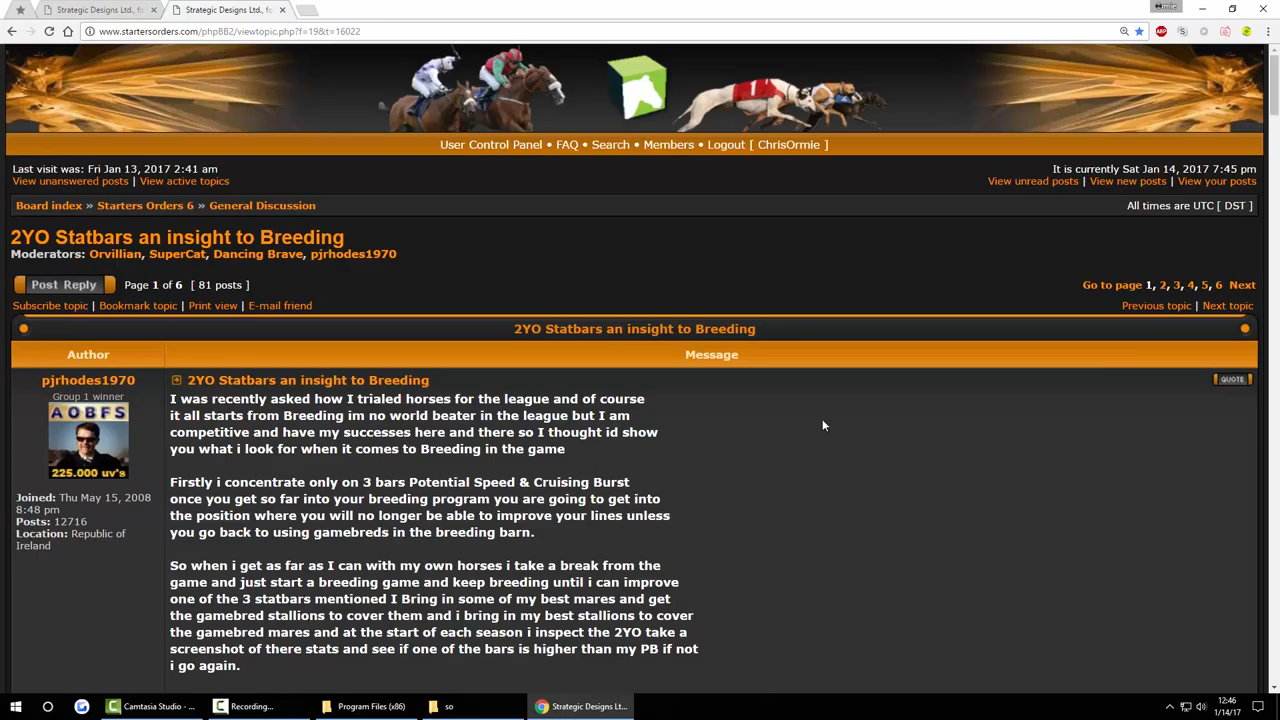 Strategic Designs Ltd., fo
Strategic Designs Ltd., fo
www.startersorders.com/phpBB2/viewtopic.php?f=19&t=16022
ABP
User Control Panel • FAQ • Search • Members • Logout [ ChrisOrmie ]
Last visit was: Fri Jan 13, 2017 2:41 am
It is currently Sat Jan 14, 2017 7:45 pm
View unanswered posts | View active topics
View unread posts | View new posts | View your posts
Board index » Starters Orders 6 » General Discussion
All times are UTC [ DST ]
2YO Statbars an insight to Breeding
Moderators: Orvillian, SuperCat, Dancing Brave, pjrhodes1970
Post Reply
Page 1 of 6 [ 81 posts ]
Go to page 1, 2, 3, 4, 5, 6 Next
Subscribe topic | Bookmark topic | Print view | E-mail friend
Previous topic | Next topic
2YO Statbars an insight to Breeding
Author
Message
pjrhodes1970
Group 1 winner
AOBFS
225.000 uv's
Joined: Thu May 15, 2008
8:48 pm
Posts: 12716
Location: Republic of
Ireland
2YO Statbars an insight to Breeding
QUOTE
I was recently asked how I trialed horses for the league and of course
it all starts from Breeding im no world beater in the league but I am
competitive and have my successes here and there so I thought id show
you what i look for when it comes to Breeding in the game
Firstly i concentrate only on 3 bars Potential Speed & Cruising Burst
once you get so far into your breeding program you are going to get into
the position where you will no longer be able to improve your lines unless
you go back to using gamebreds in the breeding barn.
So when i get as far as I can with my own horses i take a break from the
game and just start a breeding game and keep breeding until i can improve
one of the 3 statbars mentioned I Bring in some of my best mares and get
the gamebred stallions to cover them and i bring in my best stallions to cover
the gamebred mares and at the start of each season i inspect the 2YO take a
screenshot of there stats and see if one of the bars is higher than my PB if not
i go again.
Camtasia Studio - ...
Recording...
Program Files (x86)
so
Strategic Designs Lt...
12:46
1/14/17